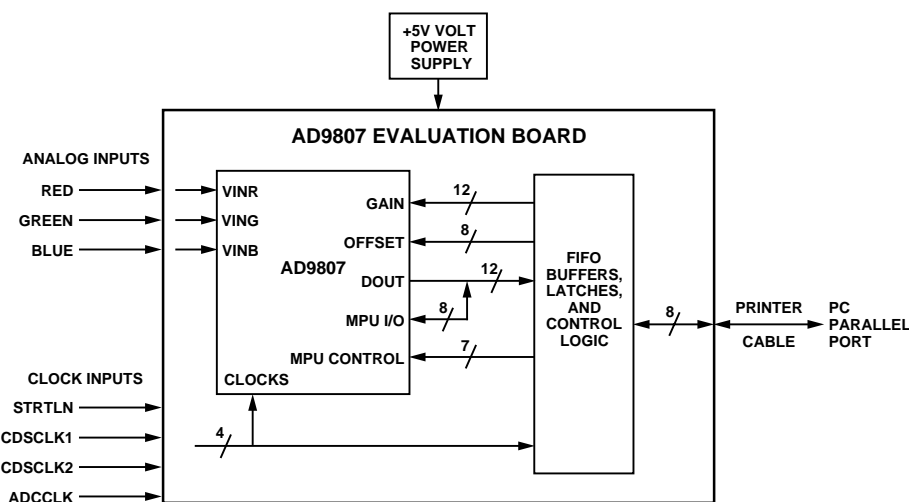 +5V VOLT
POWER
SUPPLY
AD9807 EVALUATION BOARD
ANALOG INPUTS
RED
GREEN
BLUE
VINR
VING
VINB
AD9807
GAIN
OFFSET
DOUT
MPU I/O
MPU CONTROL
CLOCKS
12
8
12
8
7
FIFO
BUFFERS,
LATCHES,
AND
CONTROL
LOGIC
8
PRINTER
CABLE
PC
PARALLEL
PORT
CLOCK INPUTS
STRTLN
CDSCLK1
CDSCLK2
ADCCLK
4